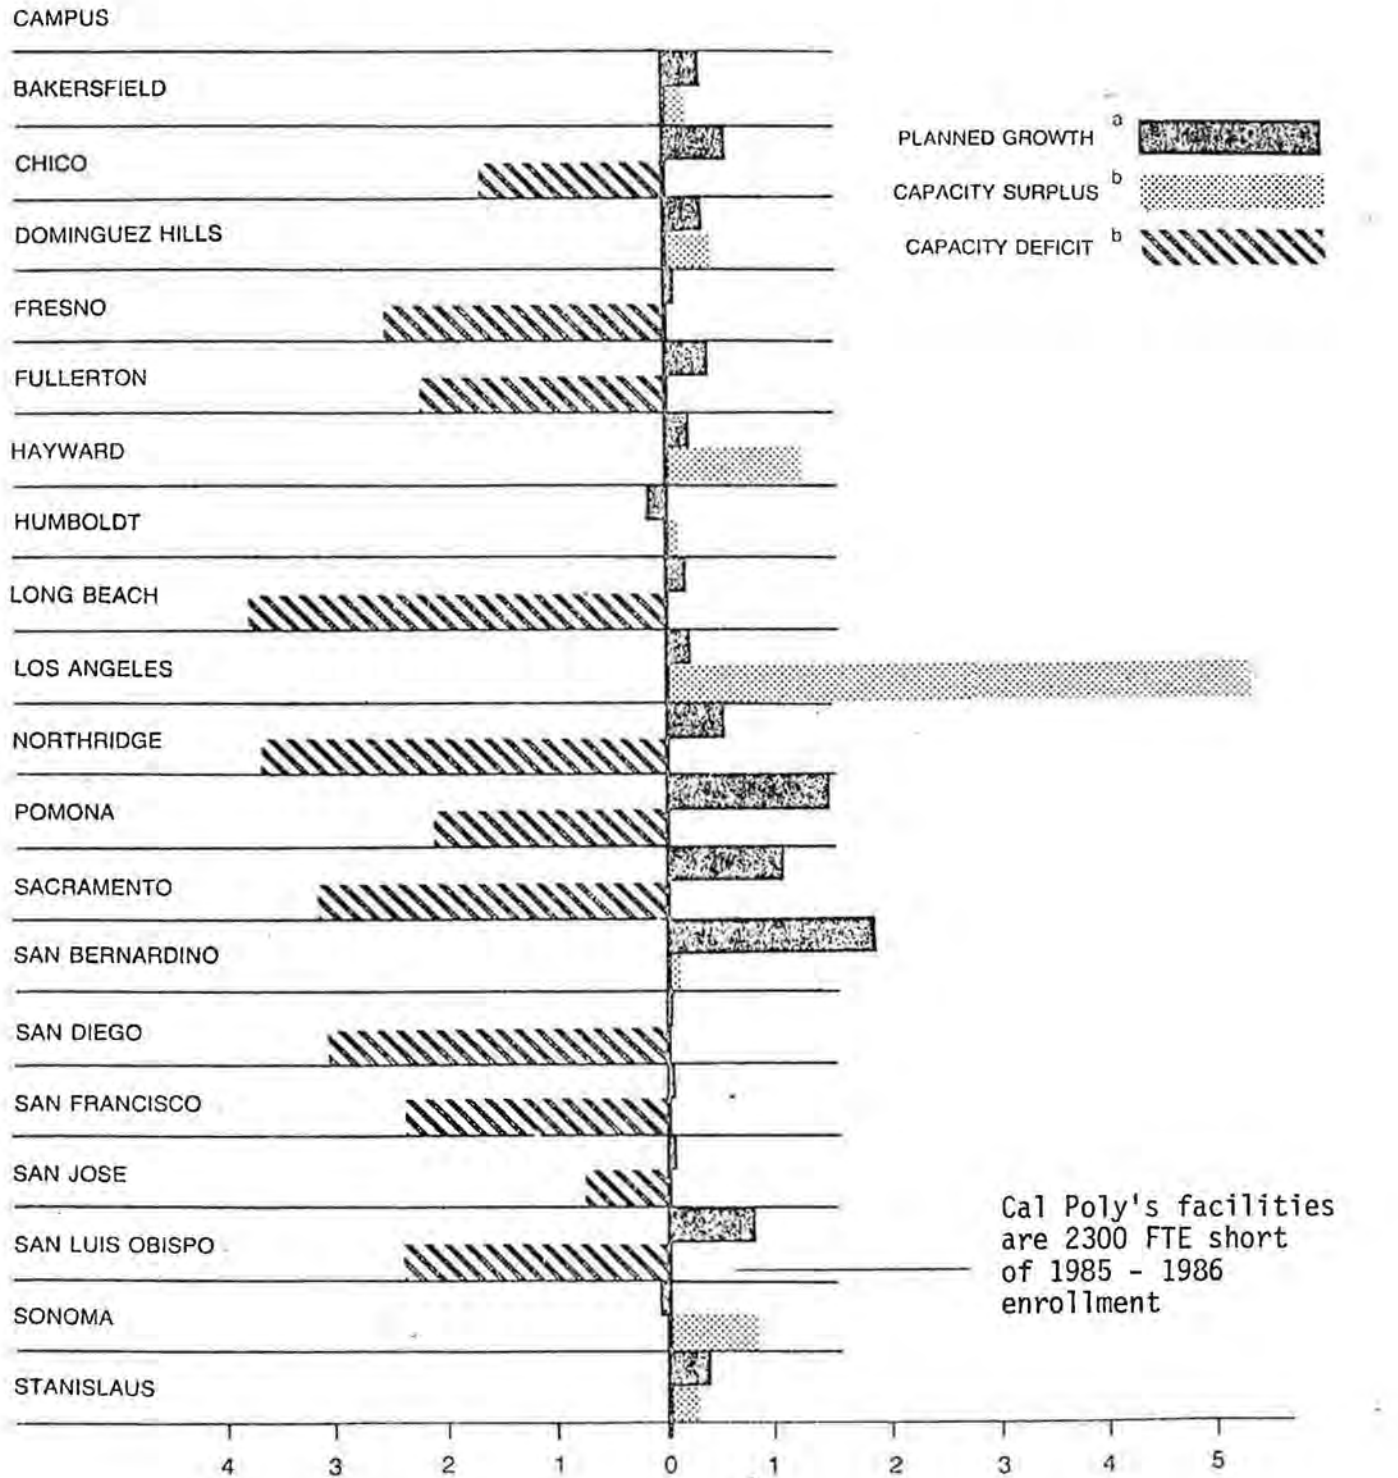 CAMPUS
BAKERSFIELD
CHICO
DOMINGUEZ HILLS
FRESNO
FULLERTON
HAYWARD
HUMBOLDT
LONG BEACH
LOS ANGELES
NORTHRIDGE
POMONA
SACRAMENTO
SAN BERNARDINO
SAN DIEGO
SAN FRANCISCO
SAN JOSE
SAN LUIS OBISPO
SONOMA
STANISLAUS
PLANNED GROWTH a
CAPACITY SURPLUS b
CAPACITY DEFICIT b
Cal Poly's facilities
are 2300 FTE short
of 1985 - 1986
enrollment
4 3 2 1 0 1 2 3 4 5